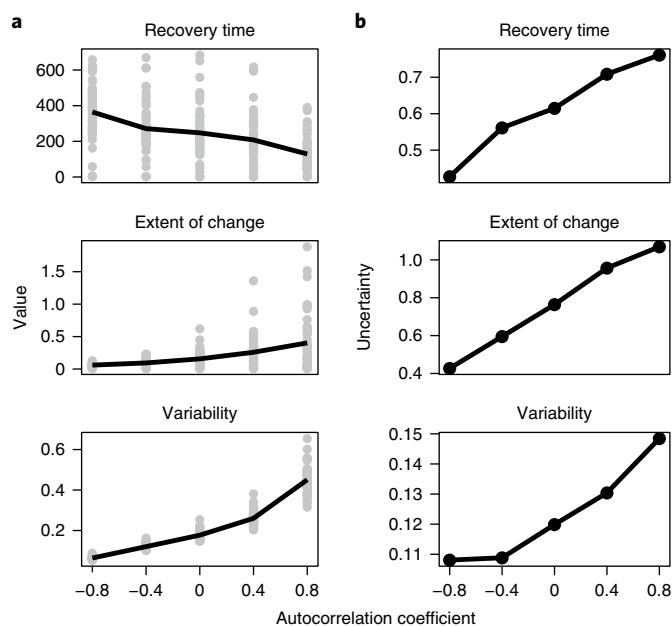 a
Recovery time
600
400
200
0
Extent of change
1.5
1.0
0.5
0
Value
Variability
0.6
0.4
0.2
−0.8 −0.4 0 0.4 0.8
b
Recovery time
0.7
0.6
0.5
Extent of change
1.0
0.8
0.6
0.4
Uncertainty
Variability
0.15
0.14
0.13
0.12
0.11
−0.8 −0.4 0 0.4 0.8
Autocorrelation coefficient